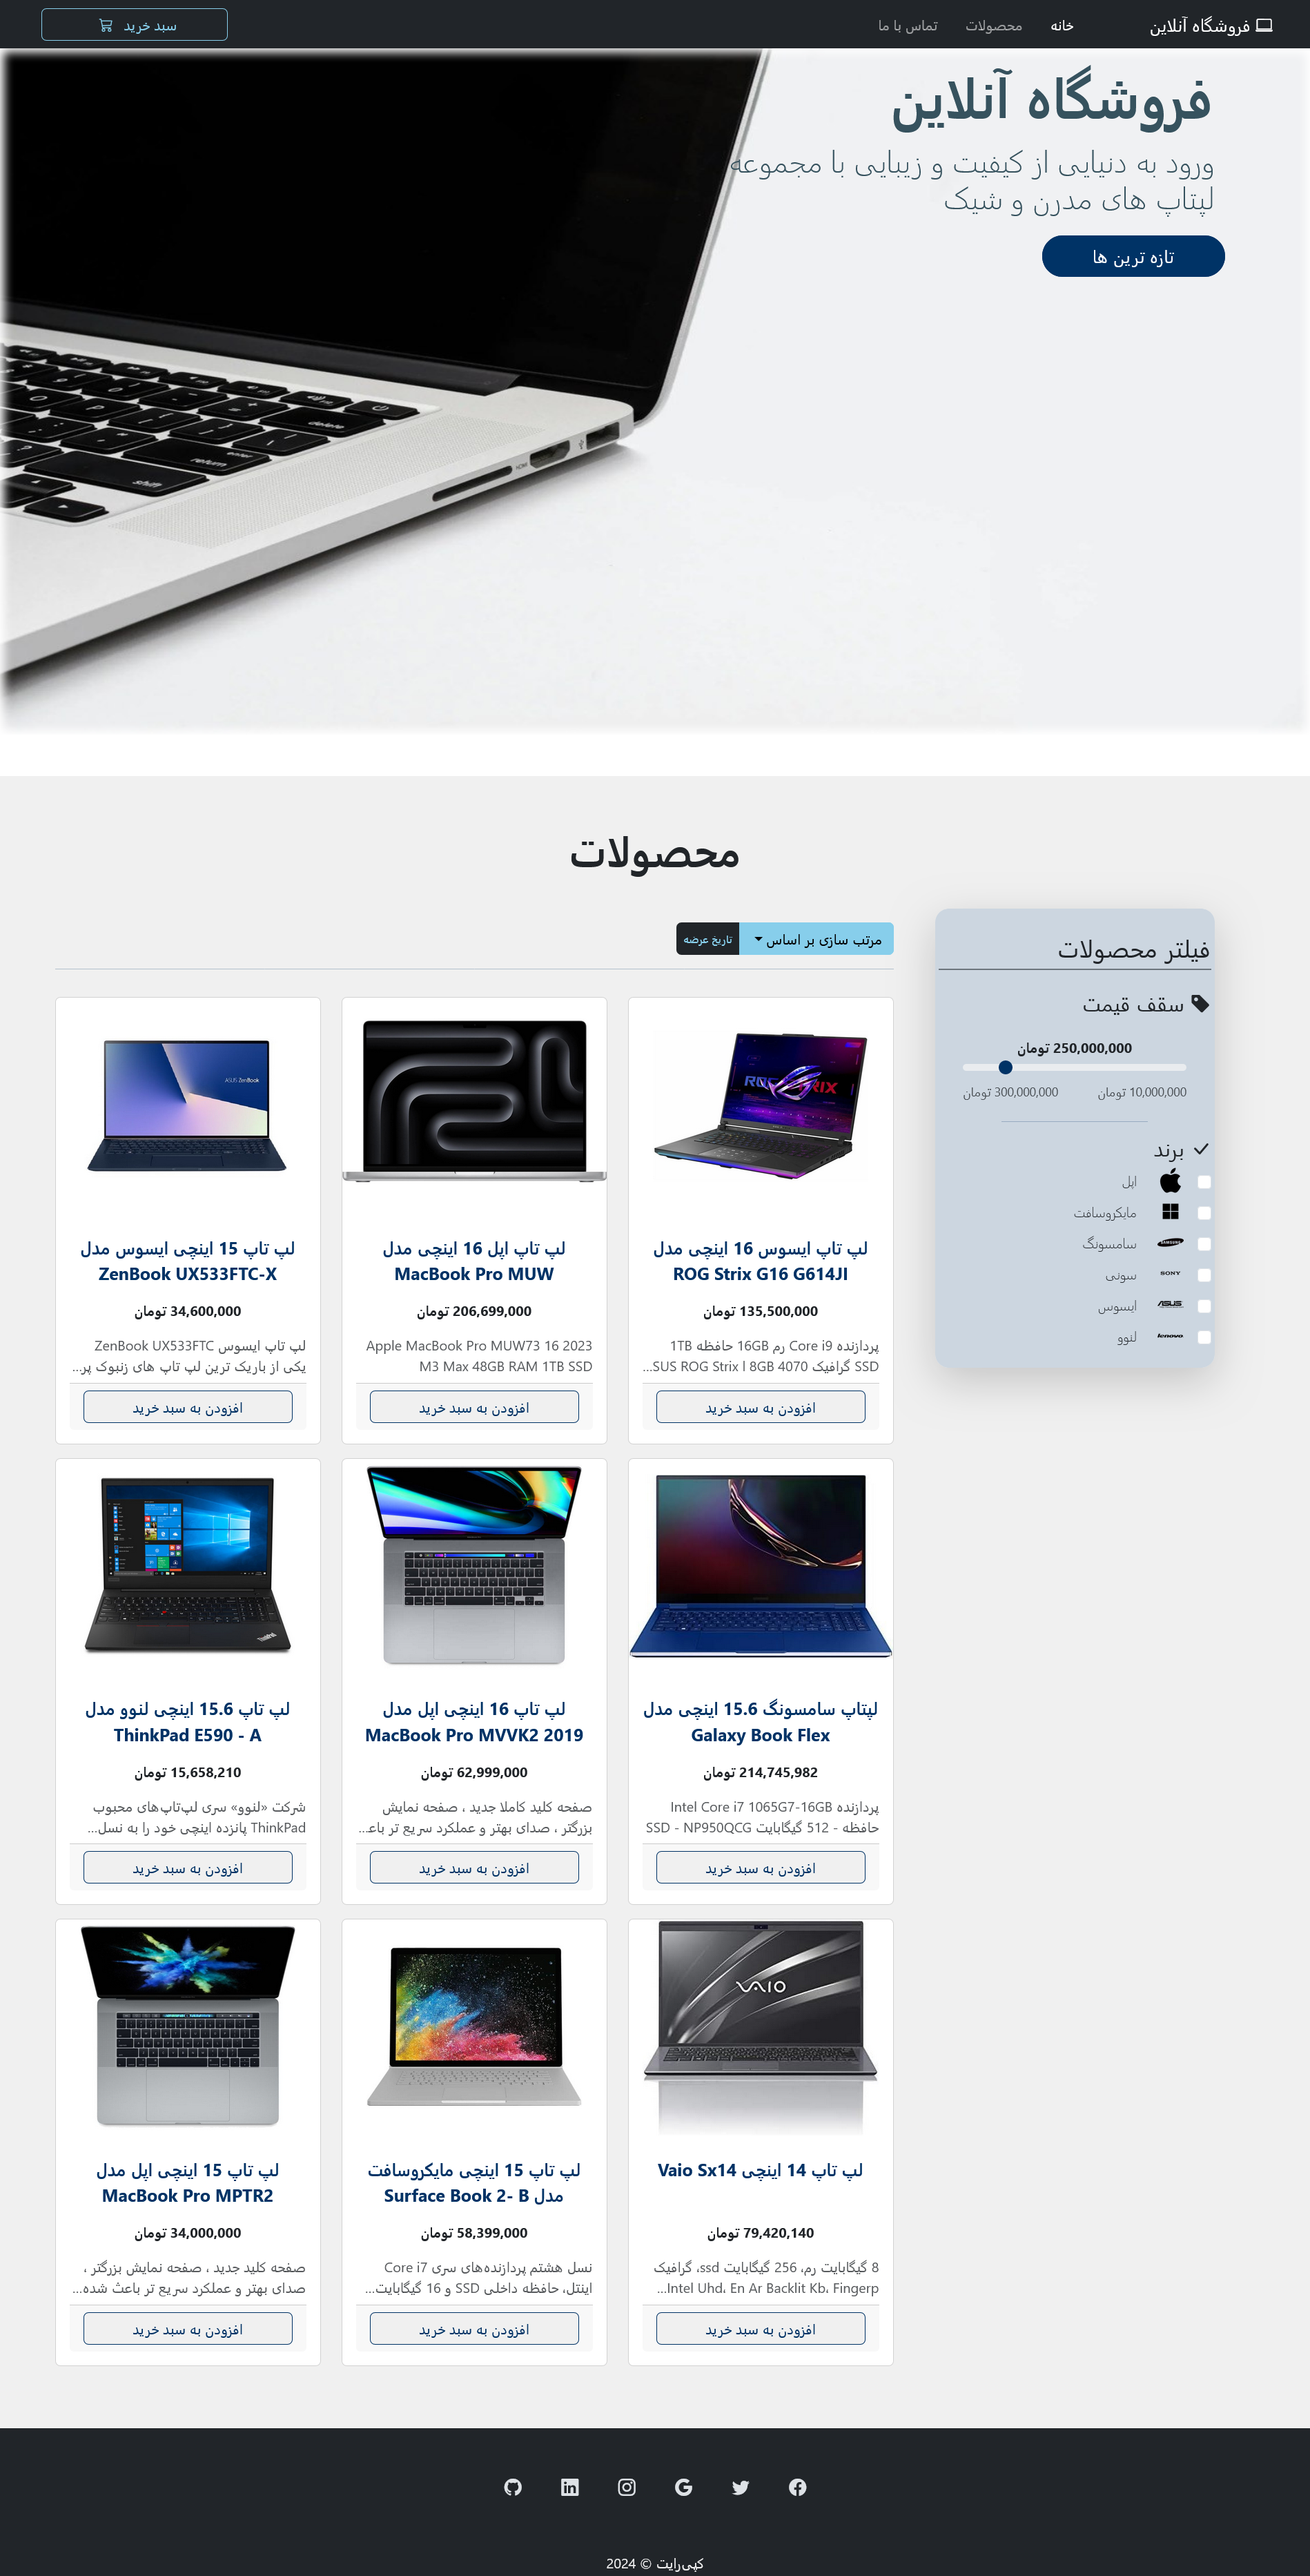 فروشگاه آنلاین
خانه
محصولات
تماس با ما
سبد خرید
فروشگاه آنلاین
ورود به دنیایی از کیفیت و زیبایی با مجموعه
لپتاپ های مدرن و شیک
تازه ترین ها
return
shift
HDMI
محصولات
فیلتر محصولات
سقف قیمت
250,000,000 تومان
10,000,000 تومان
300,000,000 تومان
برند
اپل
مایکروسافت
SAMSUNG سامسونگ
SONY سونی
ASUS ایسوس
lenovo لنوو
مرتب سازی بر اساس
تاریخ عرضه
لپ تاپ ایسوس 16 اینچی مدل
ROG Strix G16 G614JI
135,500,000 تومان
پردازنده Core i9 رم 16GB حافظه 1TB
SSD گرافیک 4070 8GB ا SUS ROG Strix...
افزودن به سبد خرید
لپ تاپ اپل 16 اینچی مدل
MacBook Pro MUW
206,699,000 تومان
Apple MacBook Pro MUW73 16 2023
M3 Max 48GB RAM 1TB SSD
افزودن به سبد خرید
ASUS ZenBook
لپ تاپ 15 اینچی ایسوس مدل
ZenBook UX533FTC-X
34,600,000 تومان
لپ تاپ ایسوس ZenBook UX533FTC
یکی از باریک ترین لپ تاپ های زنبوک پر...
افزودن به سبد خرید
لپتاپ سامسونگ 15.6 اینچی مدل
Galaxy Book Flex
214,745,982 تومان
پردازنده Intel Core i7 1065G7-16GB
حافظه - 512 گیگابایت SSD - NP950QCG
افزودن به سبد خرید
لپ تاپ 16 اینچی اپل مدل
MacBook Pro MVVK2 2019
62,999,000 تومان
صفحه کلید کاملا جدید ، صفحه نمایش
بزرگتر ، صدای بهتر و عملکرد سریع تر باعـ...
افزودن به سبد خرید
ThinkPad
لپ تاپ 15.6 اینچی لنوو مدل
ThinkPad E590 - A
15,658,210 تومان
شرکت «لنوو» سری لپ‌تاپ‌های محبوب
ThinkPad پانزده اینچی خود را به نسل...
افزودن به سبد خرید
VAIO
لپ تاپ 14 اینچی Vaio Sx14
79,420,140 تومان
8 گیگابایت رم، 256 گیگابایت ssd، گرافیک
Intel Uhd، En Ar Backlit Kb، Fingerp...
افزودن به سبد خرید
لپ تاپ 15 اینچی مایکروسافت
مدل Surface Book 2- B
58,399,000 تومان
نسل هشتم پردازنده‌های سری Core i7
اینتل، حافظه داخلی SSD و 16 گیگابایت...
افزودن به سبد خرید
لپ تاپ 15 اینچی اپل مدل
MacBook Pro MPTR2
34,000,000 تومان
صفحه کلید جدید ، صفحه نمایش بزرگتر ،
صدای بهتر و عملکرد سریع تر باعث شده...
افزودن به سبد خرید
کپی‌رایت © 2024